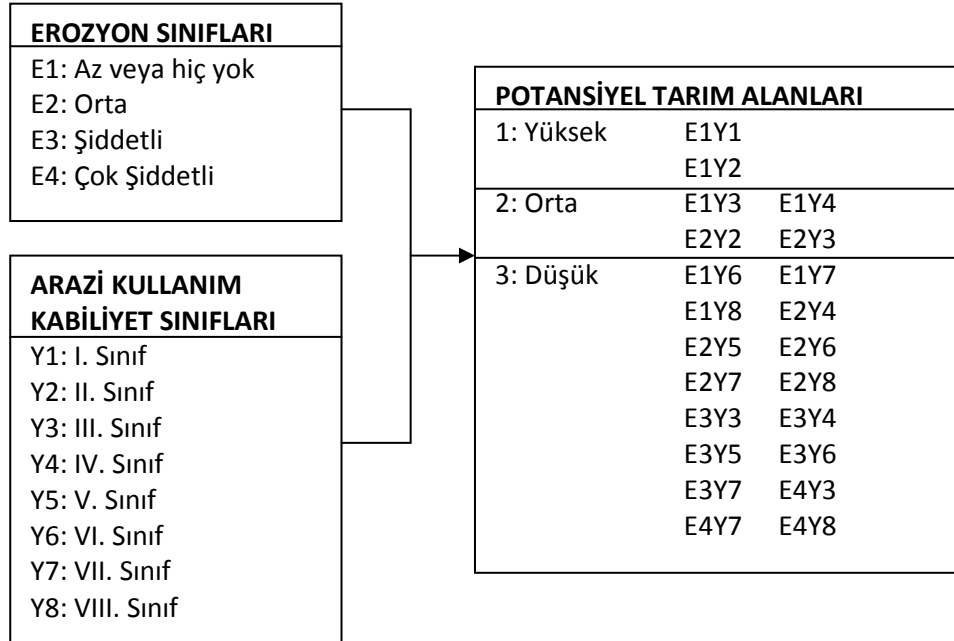 EROZYON SINIFLARI
E1: Az veya hiç yok
E2: Orta
E3: Şiddetli
E4: Çok Şiddetli
ARAZİ KULLANIM
KABİLİYET SINIFLARI
Y1: I. Sınıf
Y2: II. Sınıf
Y3: III. Sınıf
Y4: IV. Sınıf
Y5: V. Sınıf
Y6: VI. Sınıf
Y7: VII. Sınıf
Y8: VIII. Sınıf
POTANSİYEL TARIM ALANLARI
1: Yüksek E1Y1
E1Y2
2: Orta E1Y3 E1Y4
E2Y2 E2Y3
3: Düşük E1Y6 E1Y7
E1Y8 E2Y4
E2Y5 E2Y6
E2Y7 E2Y8
E3Y3 E3Y4
E3Y5 E3Y6
E3Y7 E4Y3
E4Y7 E4Y8